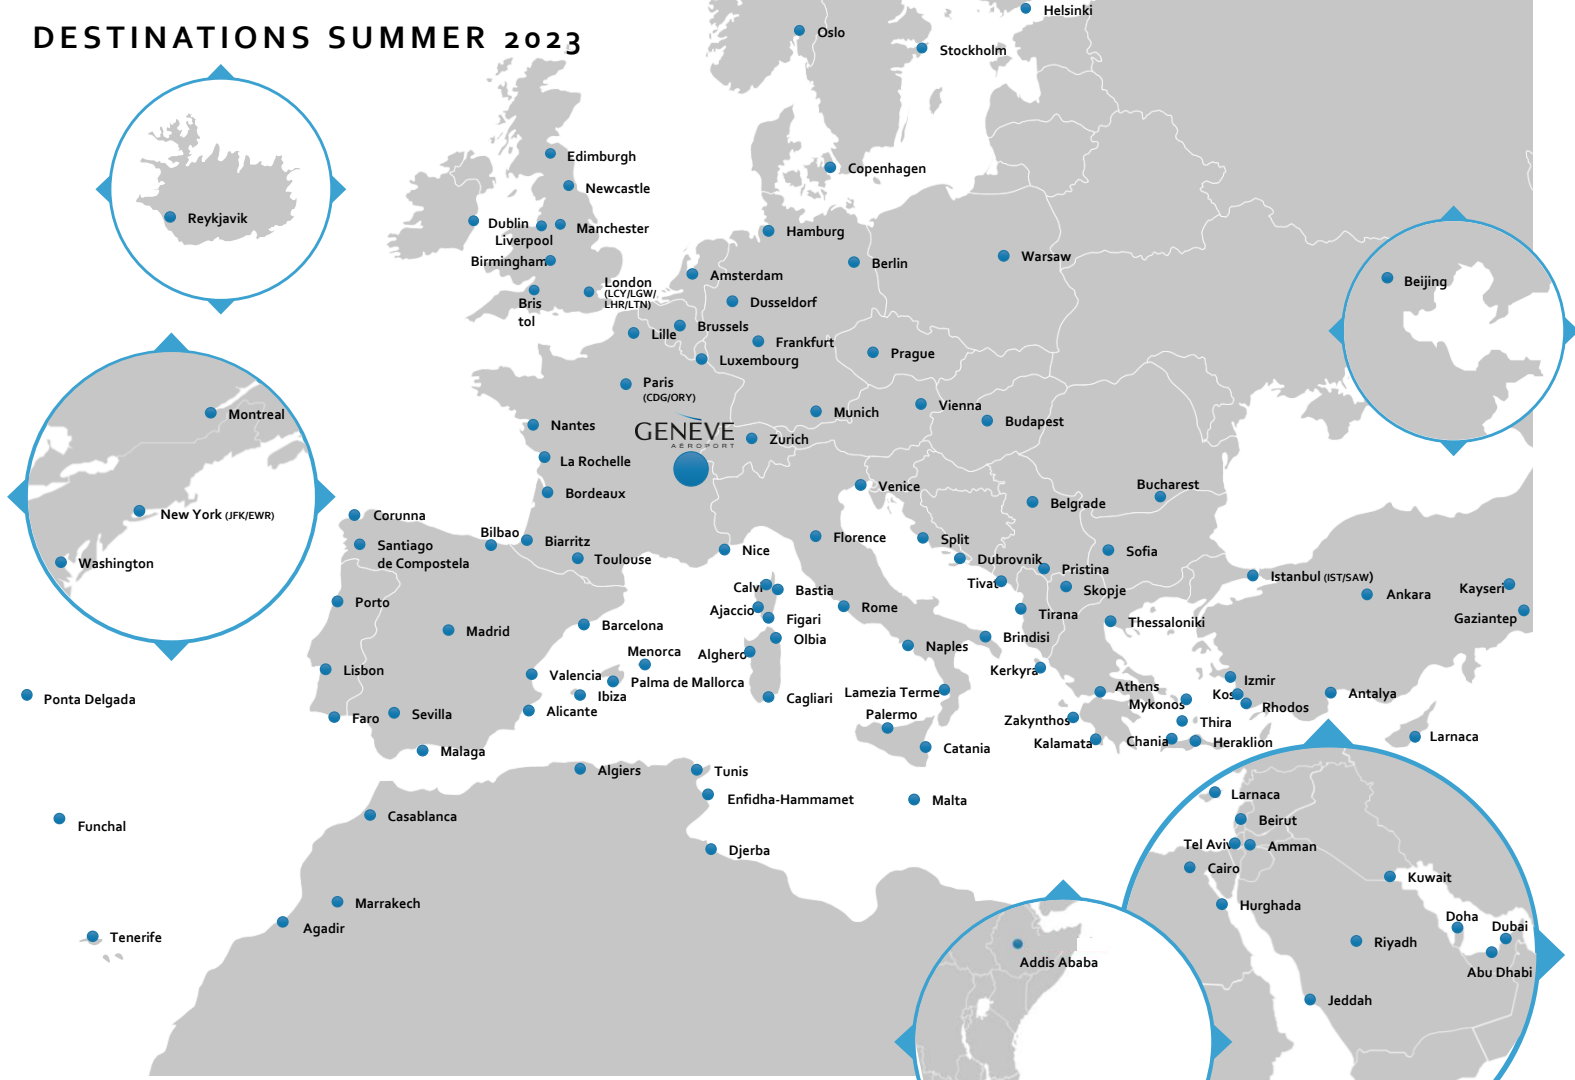 DESTINATIONS SUMMER 2023
Helsinki
Oslo
Stockholm
Edimburgh
Copenhagen
Newcastle
Reykjavik
Dublin
Manchester
Liverpool
Hamburg
Birmingham
Berlin
Warsaw
Amsterdam
Beijing
London
(LCY/LGW/
LHR/LTN)
Bris
tol
Dusseldorf
Lille
Brussels
Frankfurt
Luxembourg
Prague
Paris
(CDG/ORY)
Montreal
Munich
Vienna
Budapest
Nantes
GENEVE
AÉROPORT
Zurich
La Rochelle
Bordeaux
Venice
Bucharest
Belgrade
New York (JFK/EWR)
Corunna
Bilbao
Biarritz
Florence
Split
Santiago
de Compostela
Toulouse
Nice
Dubrovnik
Sofia
Washington
Pristina
Tivat
Skopje
Istanbul (IST/SAW)
Kayseri
Calvi
Bastia
Ankara
Porto
Ajaccio
Rome
Figari
Tirana
Thessaloniki
Gaziantep
Madrid
Barcelona
Olbia
Brindisi
Naples
Menorca
Alghero
Lisbon
Valencia
Palma de Mallorca
Kerkyra
Izmir
Ponta Delgada
Ibiza
Cagliari
Lamezia Terme
Athens
Kos
Antalya
Mykonos
Rhodos
Faro
Sevilla
Alicante
Palermo
Zakynthos
Thira
Malaga
Catania
Kalamata
Chania
Heraklion
Larnaca
Algiers
Tunis
Enfidha-Hammamet
Malta
Larnaca
Casablanca
Beirut
Funchal
Tel Aviv
Amman
Djerba
Cairo
Kuwait
Marrakech
Hurghada
Agadir
Doha
Dubai
Tenerife
Riyadh
Addis Ababa
Abu Dhabi
Jeddah